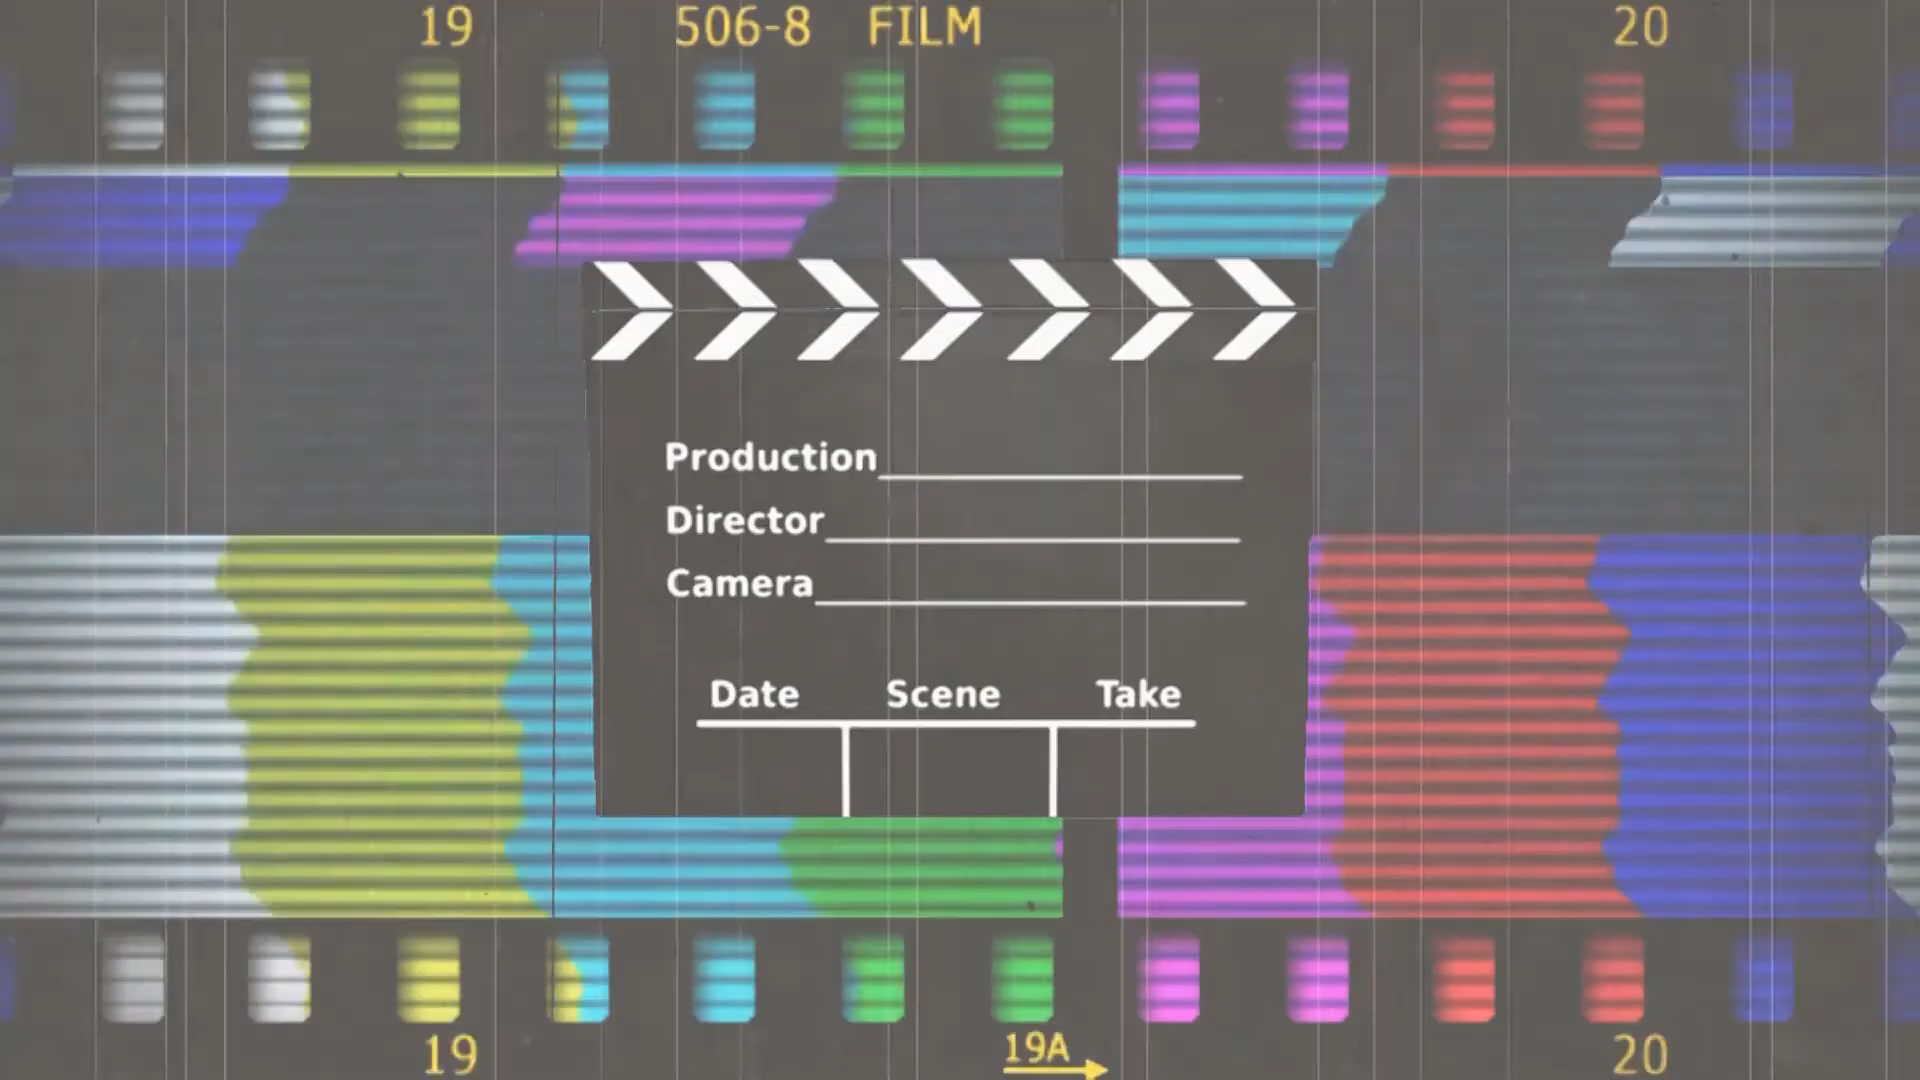 19 506-8 FILM 20
Production
Director
Camera
Date Scene Take
19 19A 20